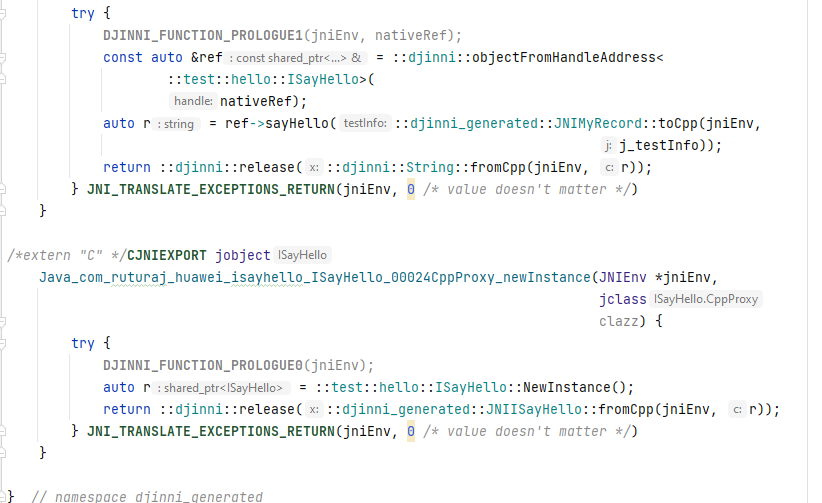 try {
DJINNI_FUNCTION_PROLOGUE1(jniEnv, nativeRef);
const auto &ref : const shared_ptr<...> & = ::djinni::objectFromHandleAddress<
::test::hello::ISayHello>(
handle: nativeRef);
auto r : string = ref->sayHello( testInfo: ::djinni_generated::JNIMyRecord::toCpp(jniEnv,
j: j_testInfo));
return ::djinni::release( x: ::djinni::String::fromCpp(jniEnv, c: r));
} JNI_TRANSLATE_EXCEPTIONS_RETURN(jniEnv, 0 /* value doesn't matter */)
}
/*extern "C" */CJNIEXPORT jobject ISayHello
Java_com_ruturaj_huawei_isayhello_ISayHello_00024CppProxy_newInstance(JNIEnv *jniEnv,
jclass ISayHello.CppProxy
clazz) {
try {
DJINNI_FUNCTION_PROLOGUE0(jniEnv);
auto r : shared_ptr<ISayHello> = ::test::hello::ISayHello::NewInstance();
return ::djinni::release( x: ::djinni_generated::JNIISayHello::fromCpp(jniEnv, c: r));
} JNI_TRANSLATE_EXCEPTIONS_RETURN(jniEnv, 0 /* value doesn't matter */)
}
} // namespace djinni_generated